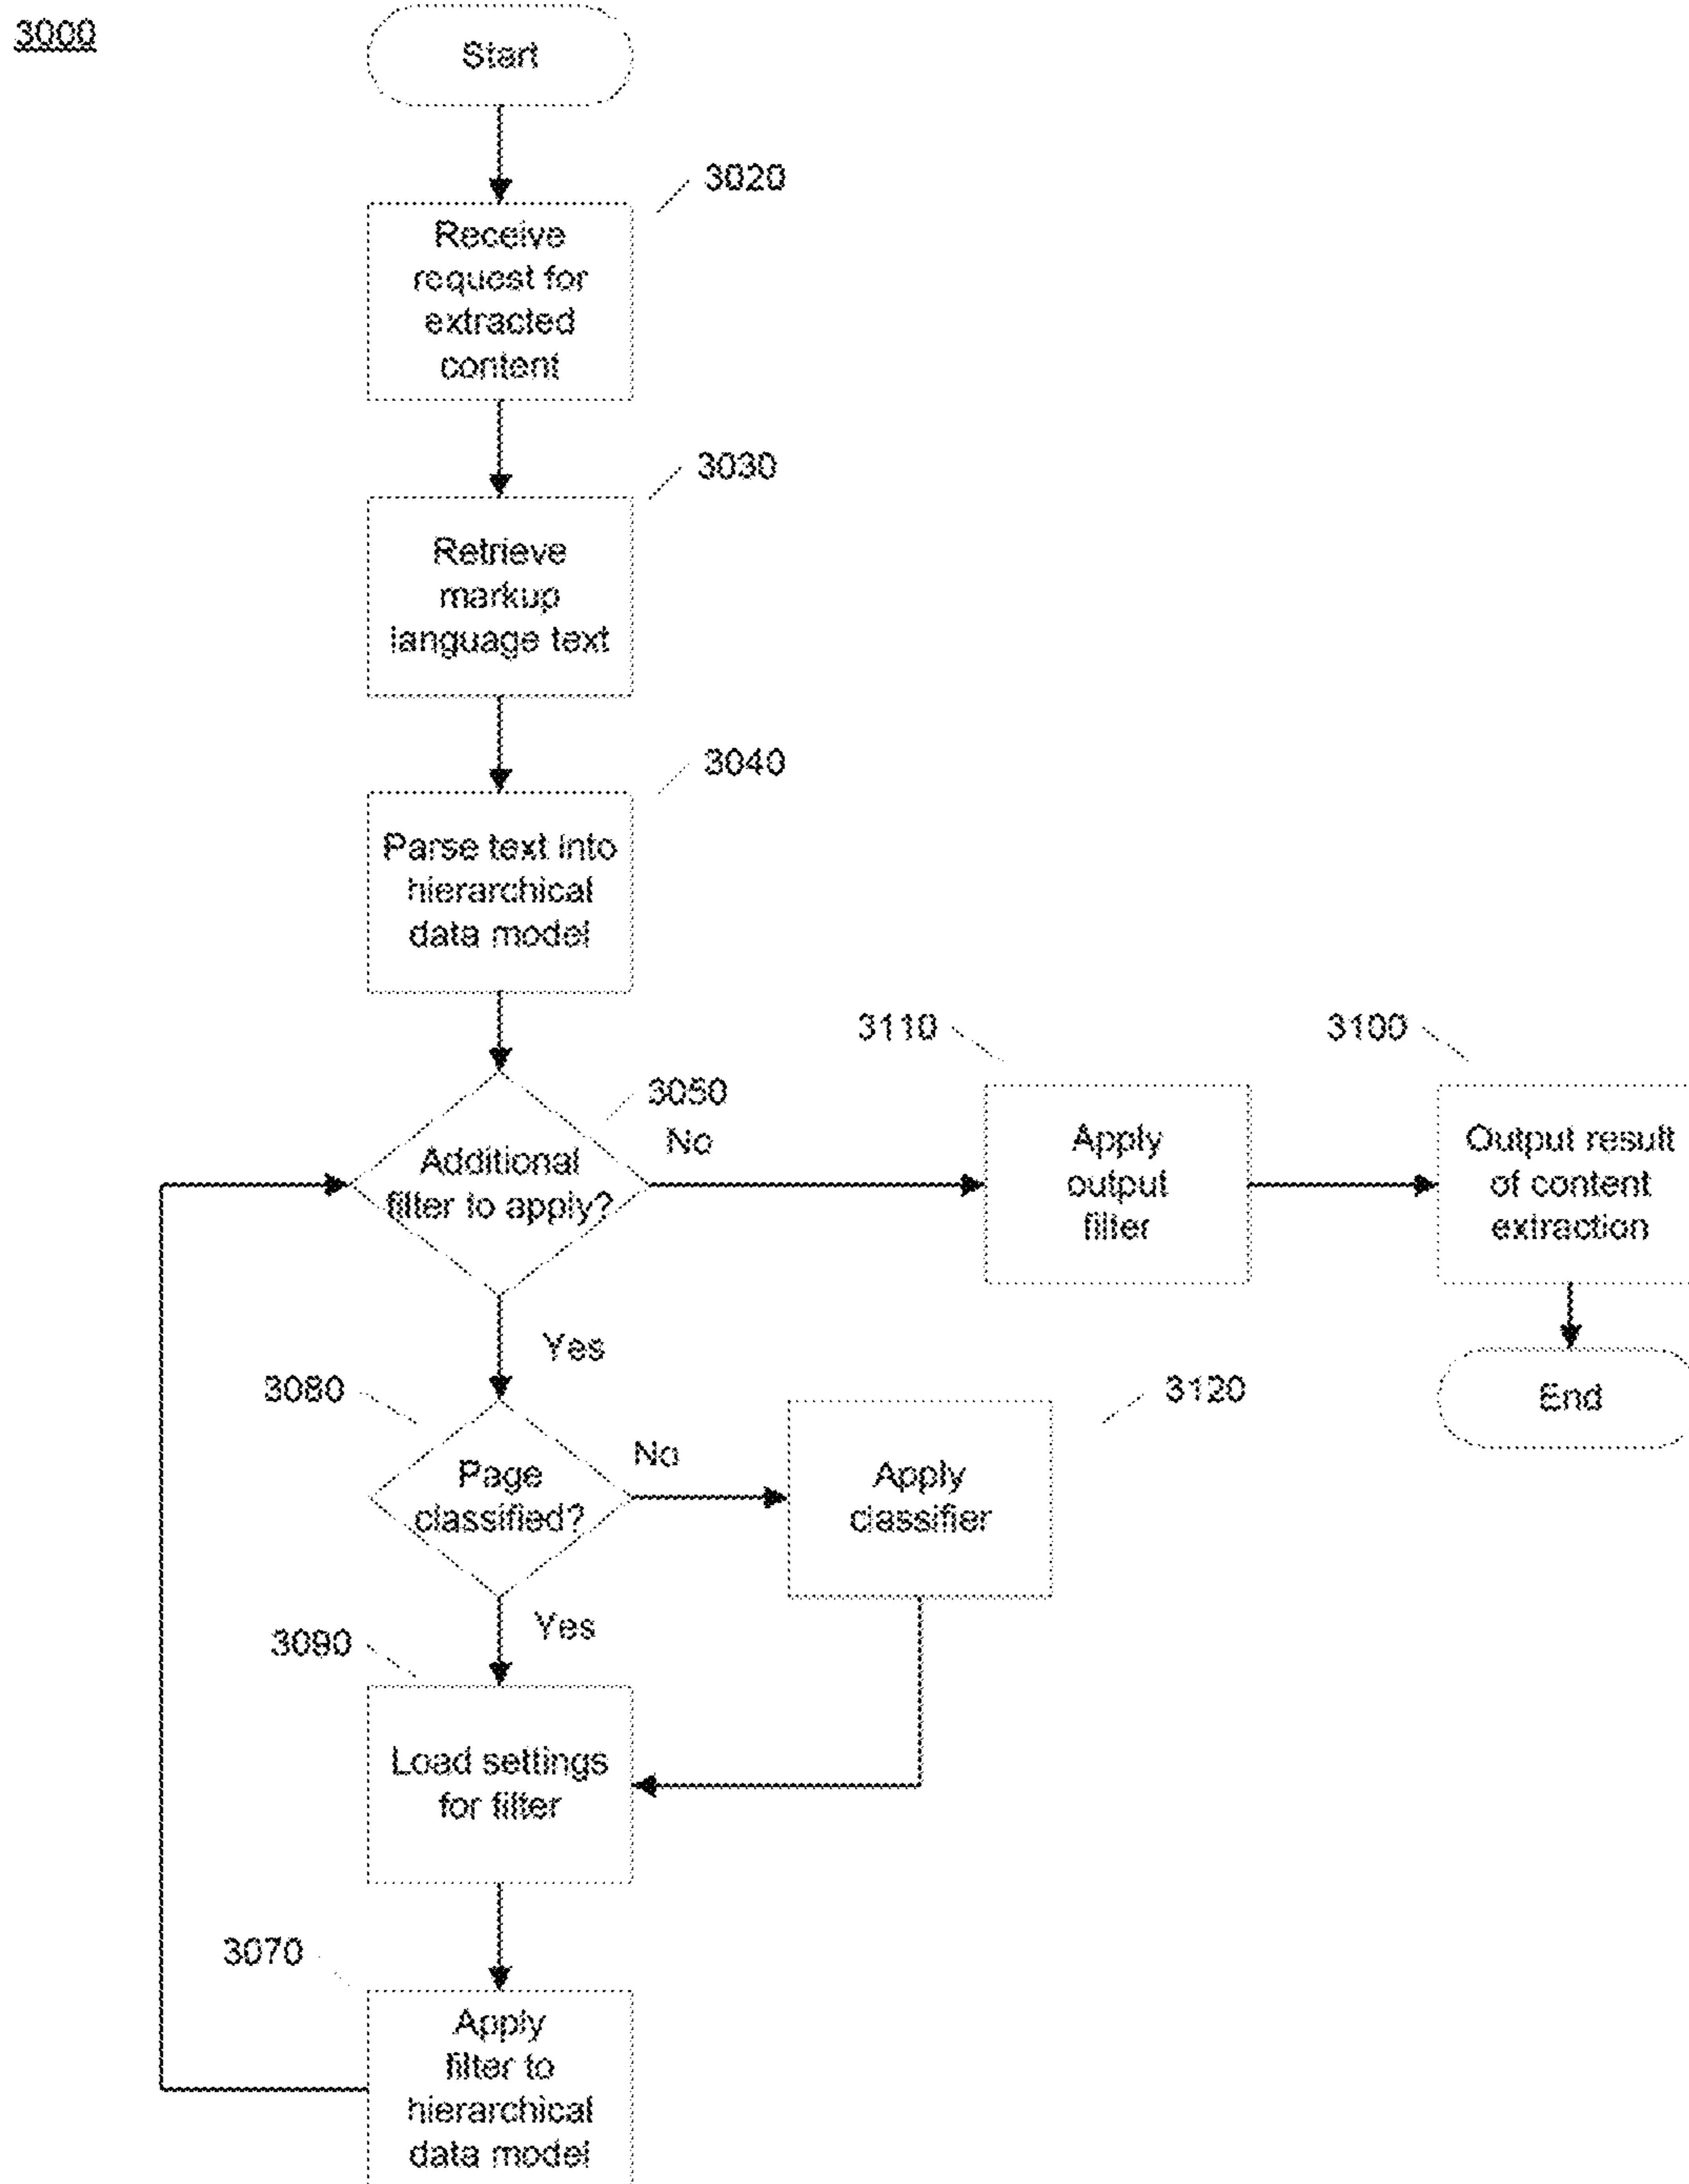 3000
Start
3020
Receive
request for
extracted
content
3030
Retrieve
markup
language text
3040
Parse text into
hierarchical
data model
3110
3100
3050
No
Additional
filter to apply?
Apply
output
filter
Output result
of content
extraction
Yes
3080
3120
End
No
Page
classified?
Apply
classifier
Yes
3090
Load settings
for filter
3070
Apply
filter to
hierarchical
data model